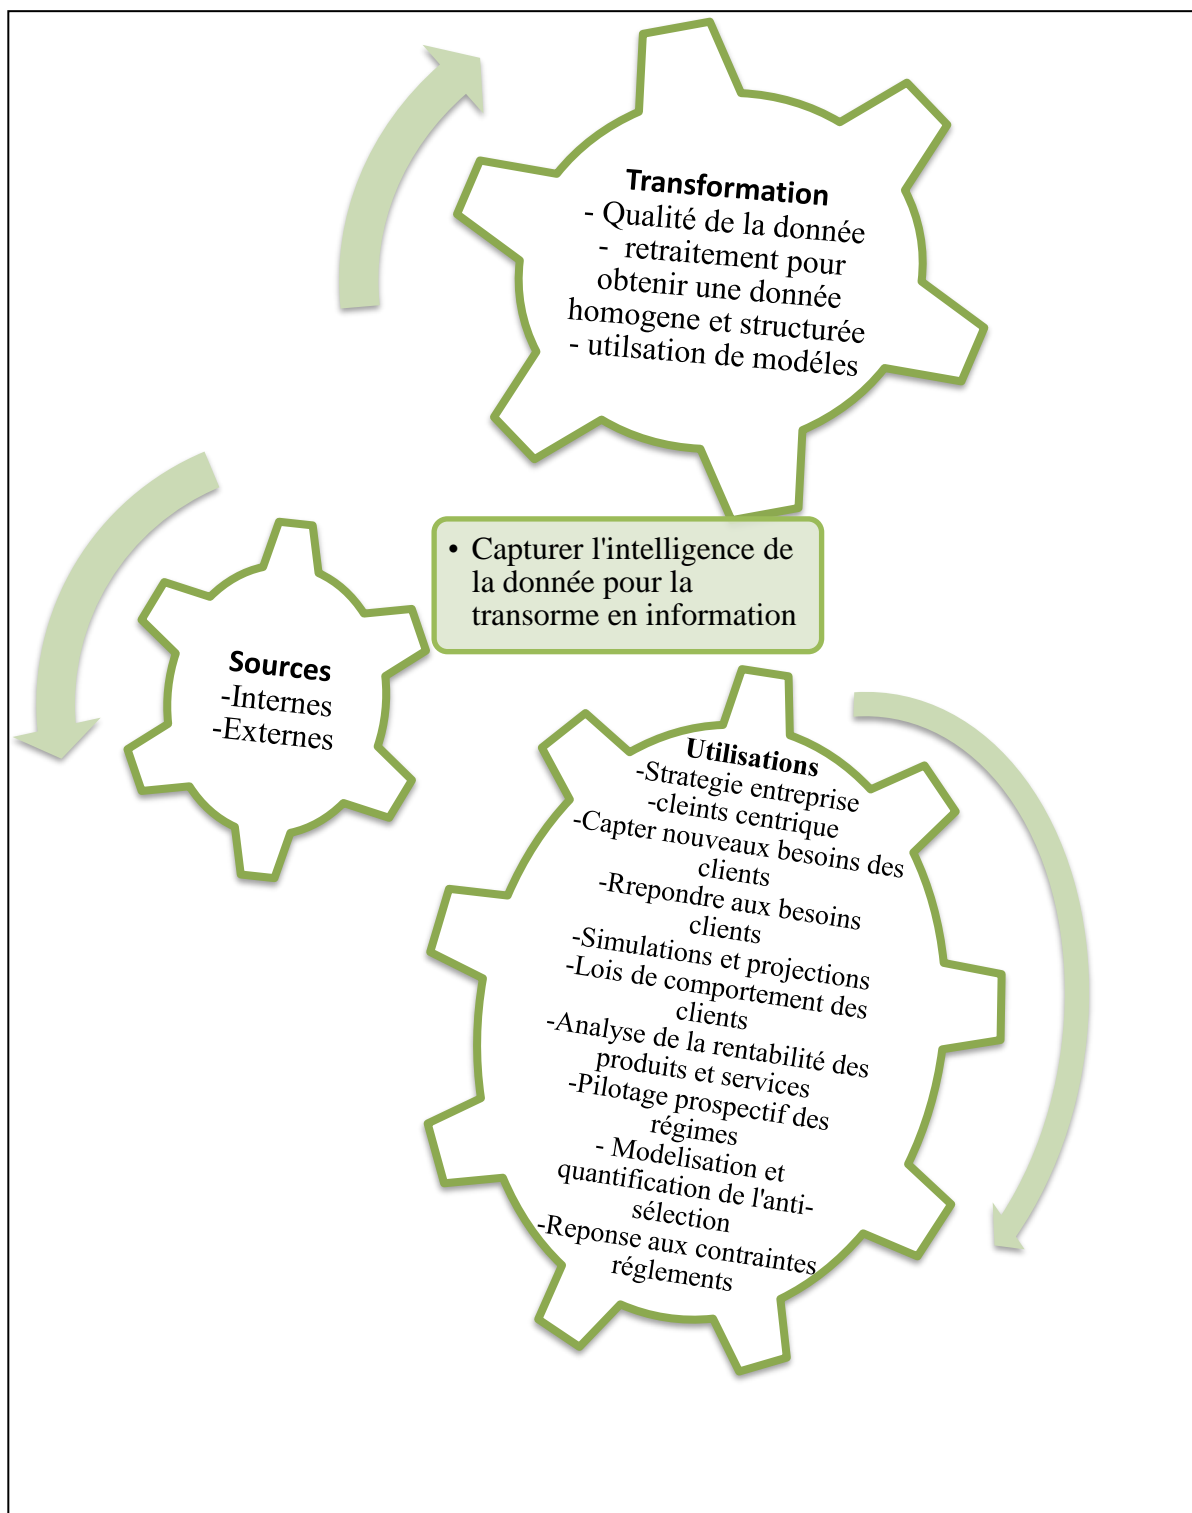 Transformation
- Qualité de la donnée
- retraitement pour
obtenir une donnée
homogene et structurée
- utilsation de modéles
• Capturer l'intelligence de
la donnée pour la
transorme en information
Sources
-Internes
-Externes
Utilisations
-Strategie entreprise
-cleints centrique
-Capter nouveaux besoins des
clients
-Rrepondre aux besoins
clients
-Simulations et projections
-Lois de comportement des
clients
-Analyse de la rentabilité des
produits et services
-Pilotage prospectif des
régimes
- Modelisation et
quantification de l'anti-
sélection
-Reponse aux contraintes
réglements